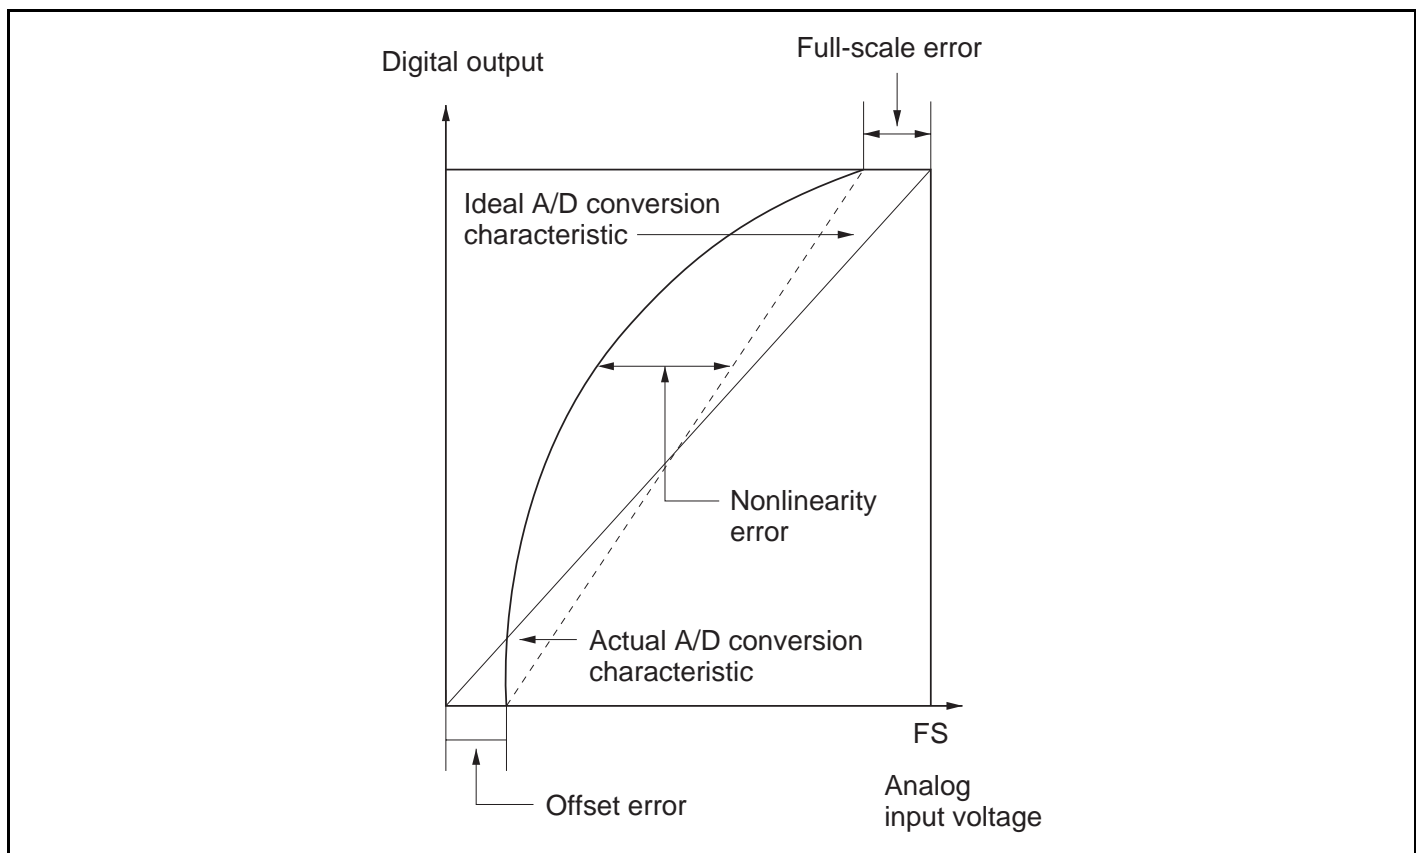 Full-scale error
Digital output
Ideal A/D conversion
characteristic
Nonlinearity
error
Actual A/D conversion
characteristic
FS
Offset error
Analog
input voltage